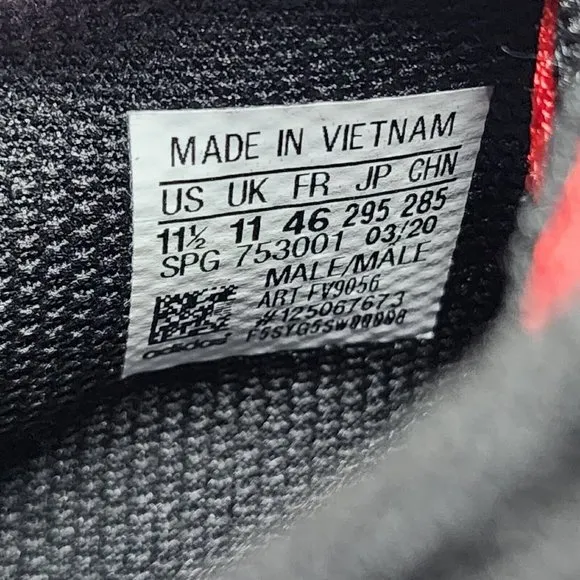 MADE IN VIETNAM
US UK FR JP CHN
11½ 11 46 295 285
SPG 753001 03/20
MALE/MALE
ART FV9056
#125067673
adidas